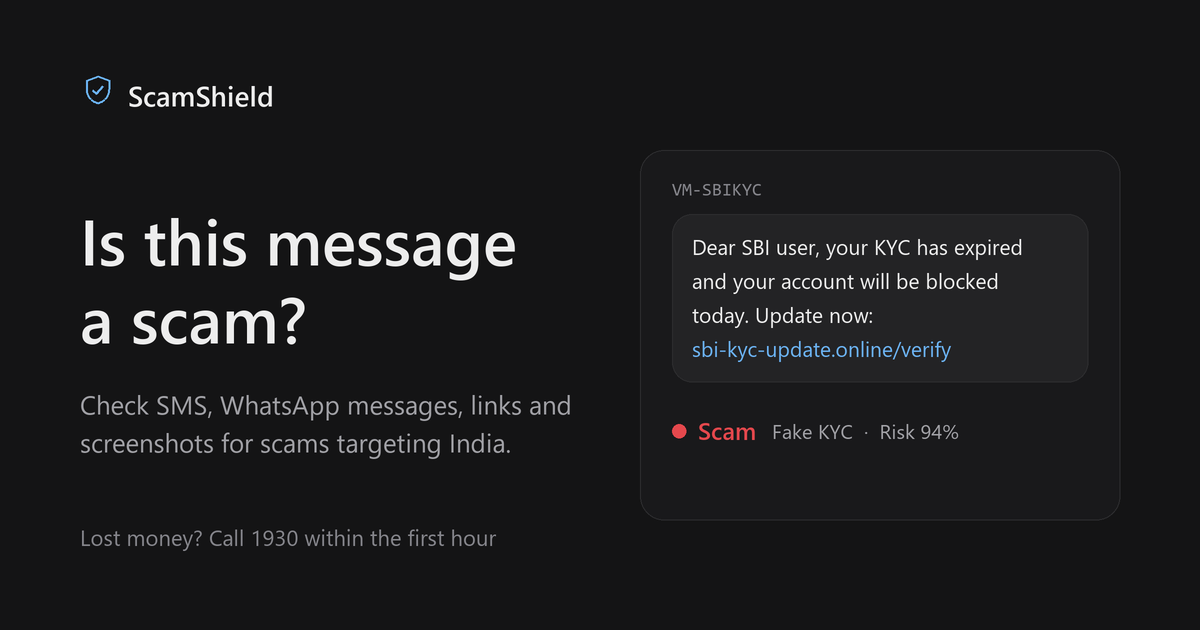 ScamShield
Is this message
a scam?
Check SMS, WhatsApp messages, links and
screenshots for scams targeting India.
Lost money? Call 1930 within the first hour
VM-SBIKYC
Dear SBI user, your KYC has expired
and your account will be blocked
today. Update now:
sbi-kyc-update.online/verify
Scam Fake KYC · Risk 94%